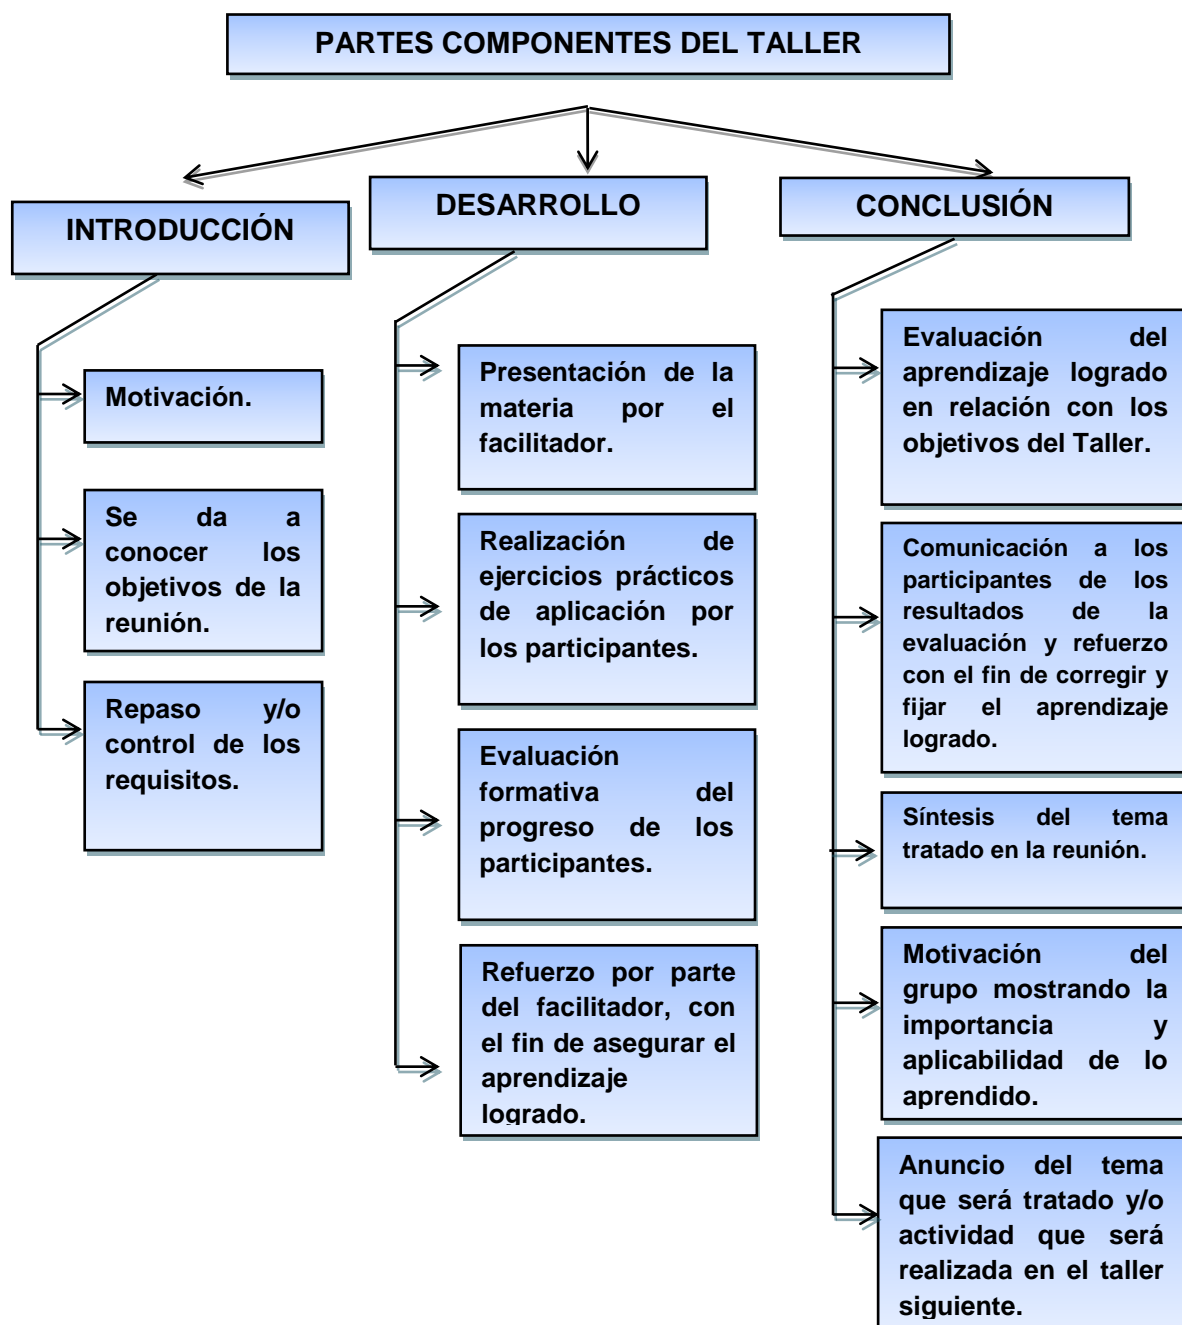 PARTES COMPONENTES DEL TALLER
INTRODUCCIÓN
Motivación.
Se da a
conocer los
objetivos de la
reunión.
Repaso y/o
control de los
requisitos.
DESARROLLO
Presentación de la
materia por el
facilitador.
Realización de
ejercicios prácticos
de aplicación por
los participantes.
Evaluación
formativa del
progreso de los
participantes.
Refuerzo por parte
del facilitador, con
el fin de asegurar el
aprendizaje
logrado.
CONCLUSIÓN
Evaluación del
aprendizaje logrado
en relación con los
objetivos del Taller.
Comunicación a los
participantes de los
resultados de la
evaluación y refuerzo
con el fin de corregir y
fijar el aprendizaje
logrado.
Síntesis del tema
tratado en la reunión.
Motivación del
grupo mostrando la
importancia y
aplicabilidad de lo
aprendido.
Anuncio del tema
que será tratado y/o
actividad que será
realizada en el taller
siguiente.